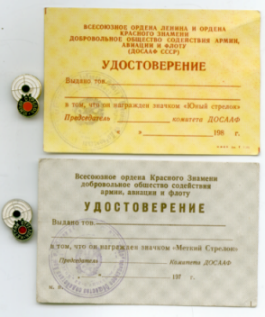 ВСЕСОЮЗНОЕ ОРДЕНА ЛЕНИНА И ОРДЕНА
КРАСНОГО ЗНАМЕНИ
ДОБРОВОЛЬНОЕ ОБЩЕСТВО СОДЕЙСТВИЯ АРМИИ,
АВИАЦИИ И ФЛОТУ
(ДОСААФ СССР)
УДОСТОВЕРЕНИЕ
Выдано тов.
в том, что он награжден значком «Юный стрелок»
Председатель комитета ДОСААФ
198 г.
Всесоюзное ордена Красного Знамени
добровольное общество содействия
армии, авиации и флоту
УДОСТОВЕРЕНИЕ
Выдано тов.
в том, что он награжден значком «Меткий Стрелок»
Председатель Комитета ДОСААФ
197 г.